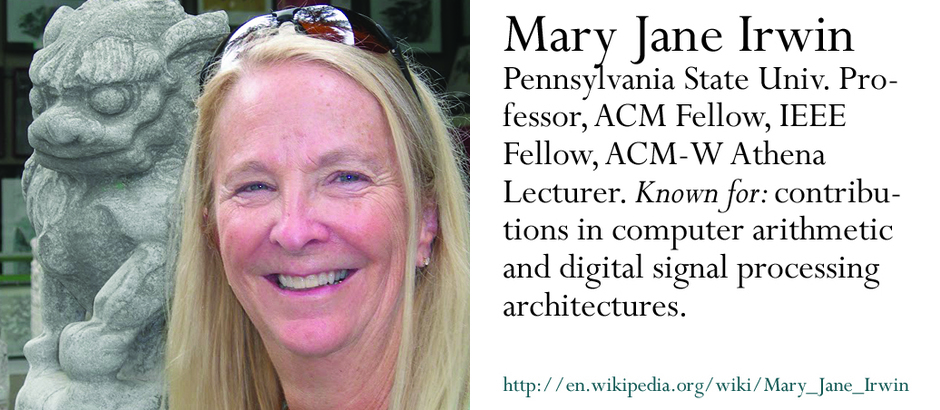 Mary Jane Irwin
Pennsylvania State Univ. Pro-
fessor, ACM Fellow, IEEE
Fellow, ACM-W Athena
Lecturer. Known for: contribu-
tions in computer arithmetic
and digital signal processing
architectures.
http://en.wikipedia.org/wiki/Mary_Jane_Irwin